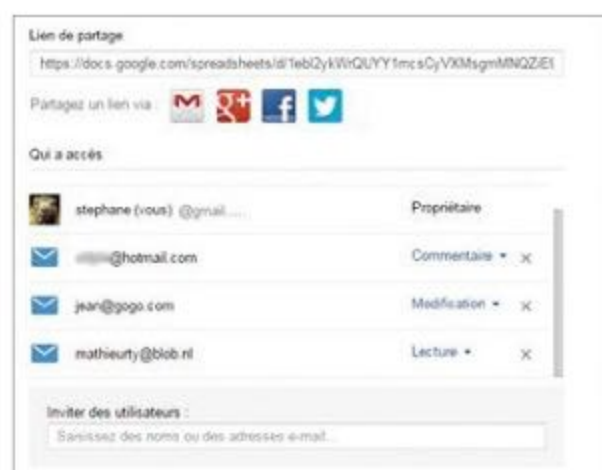 Lien de partage
https://docs.google.com/spreadsheets/d/
Partagez un lien via :
Qui a accès
stephane (vous) @gmail.....
Propriétaire
@hotmail.com
Commentaire
jean@gogo.com
Modification
mathieurty@blob.nl
Lecture
Inviter des utilisateurs :
Saisissez des noms ou des adresses e-mail...